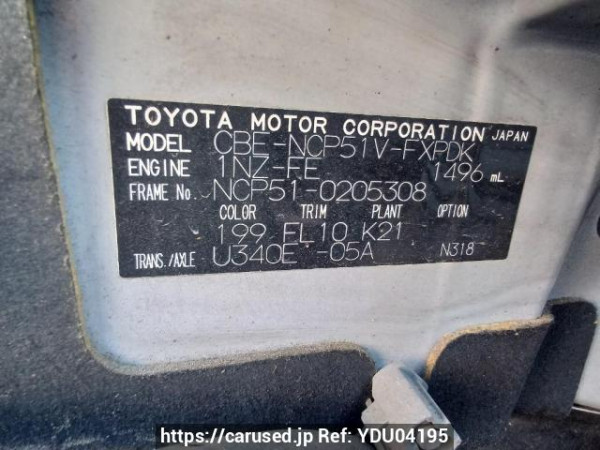 TOYOTA MOTOR CORPORATION JAPAN
MODEL CBE-NCP51V-FXPDK
ENGINE 1NZ-FE 1496 mL
FRAME No. NCP51-0205308
COLOR TRIM PLANT OPTION
199 FL10 K21
TRANS./AXLE U340E -05A N318
https://carused.jp Ref: YDU04195